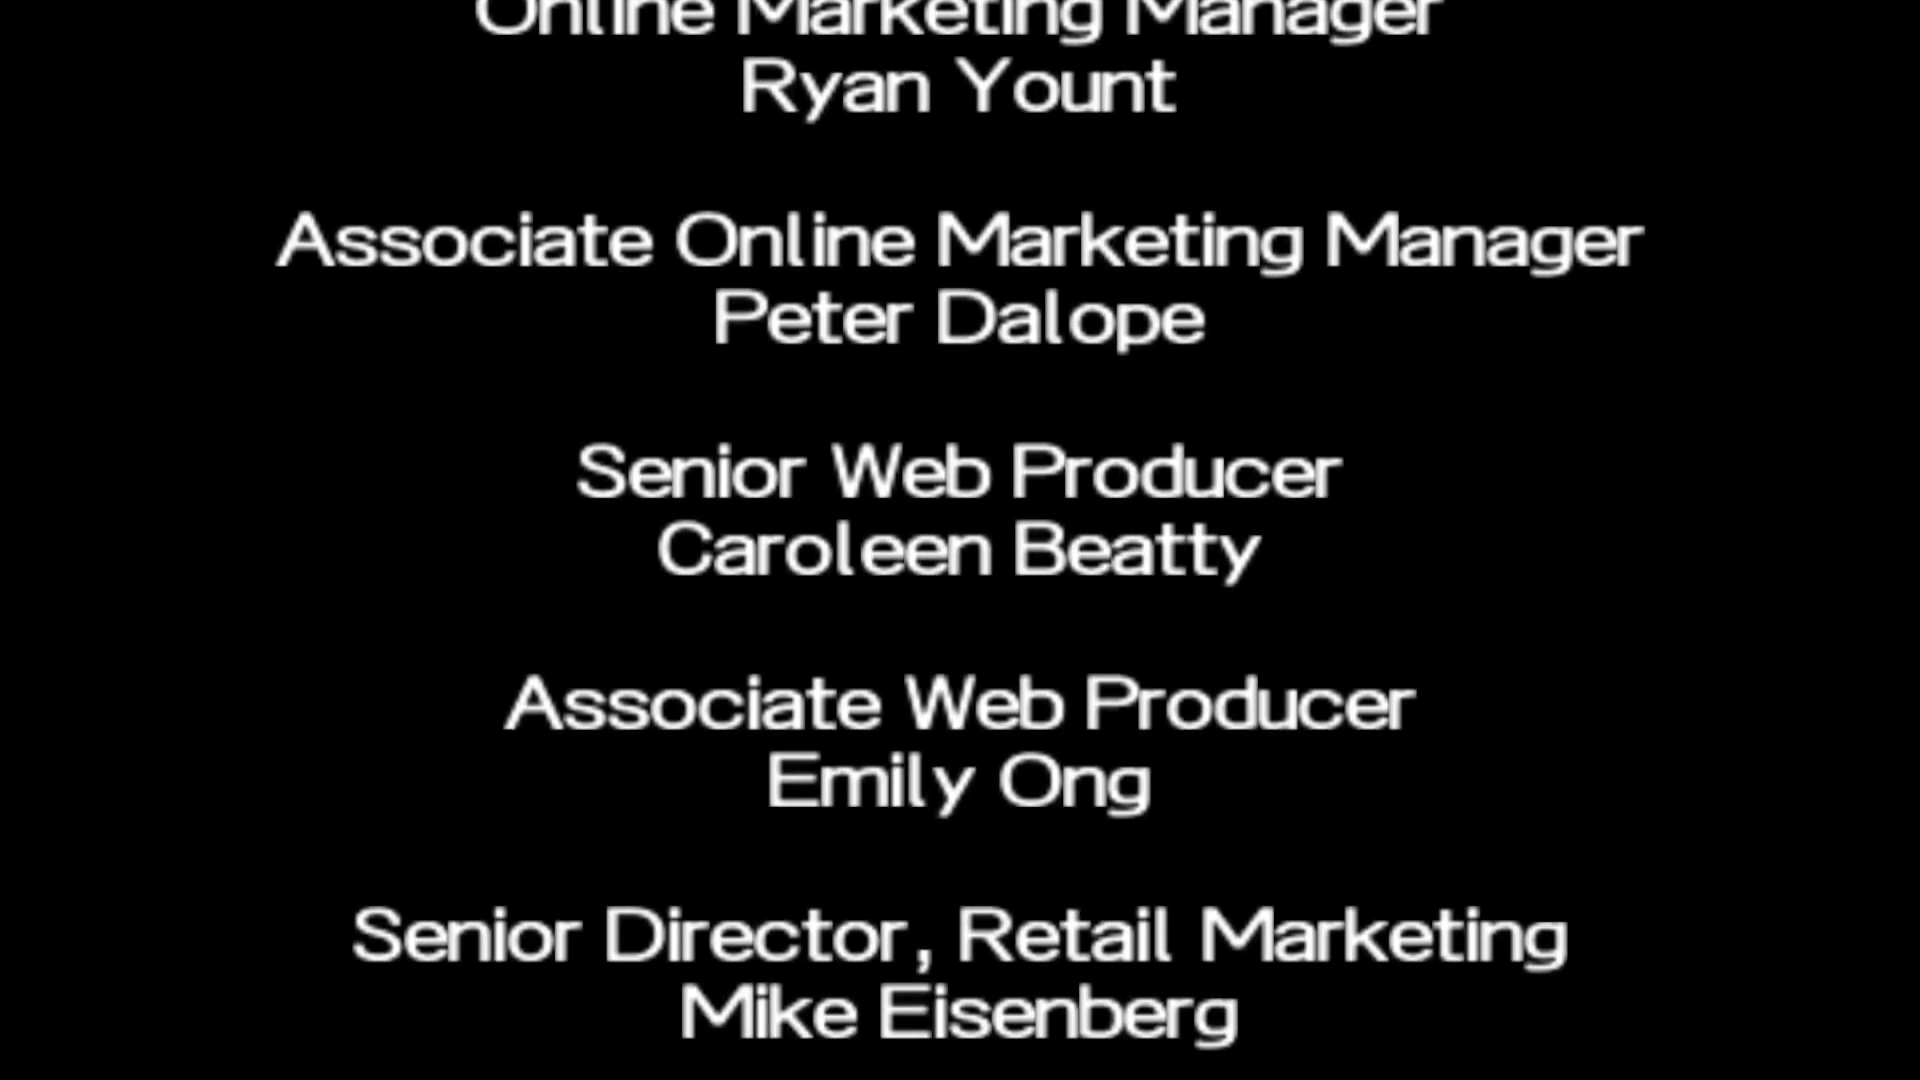 Online Marketing Manager
Ryan Yount
Associate Online Marketing Manager
Peter Dalope
Senior Web Producer
Caroleen Beatty
Associate Web Producer
Emily Ong
Senior Director, Retail Marketing
Mike Eisenberg